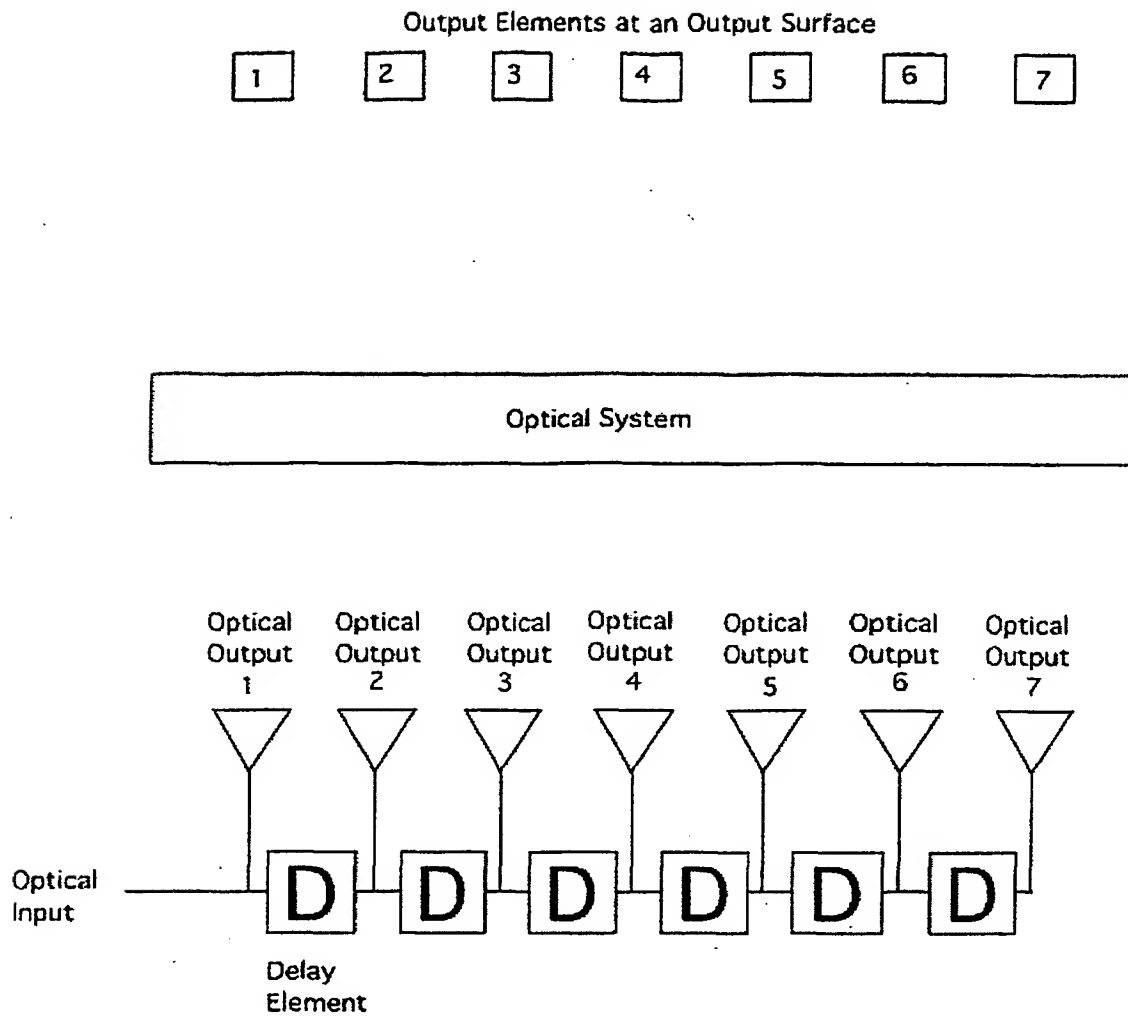 Output Elements at an Output Surface
1 2 3 4 5 6 7
Optical System
Optical Optical Optical Optical Optical Optical Optical
Output Output Output Output Output Output Output
1 2 3 4 5 6 7
D D D D D D
Optical
Input
Delay
Element